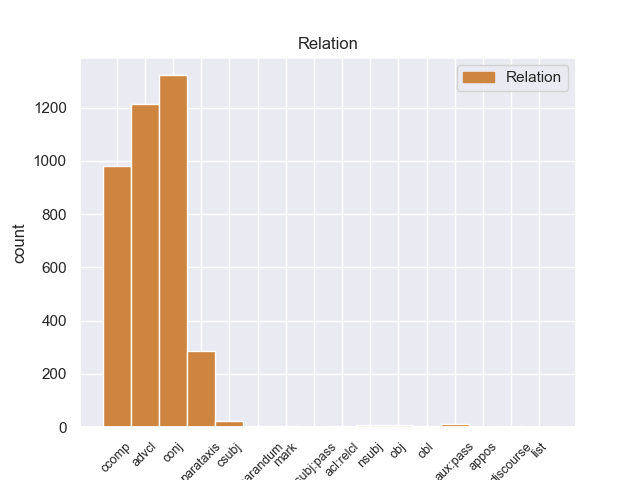 Relation
Relation
1200
1000
800
600
400
200
0
count
ccomp
advcl
conj
parataxis
csubj
mark
acl:relcl
nsubj
obj
obl
aux:pass
appos
discourse
list